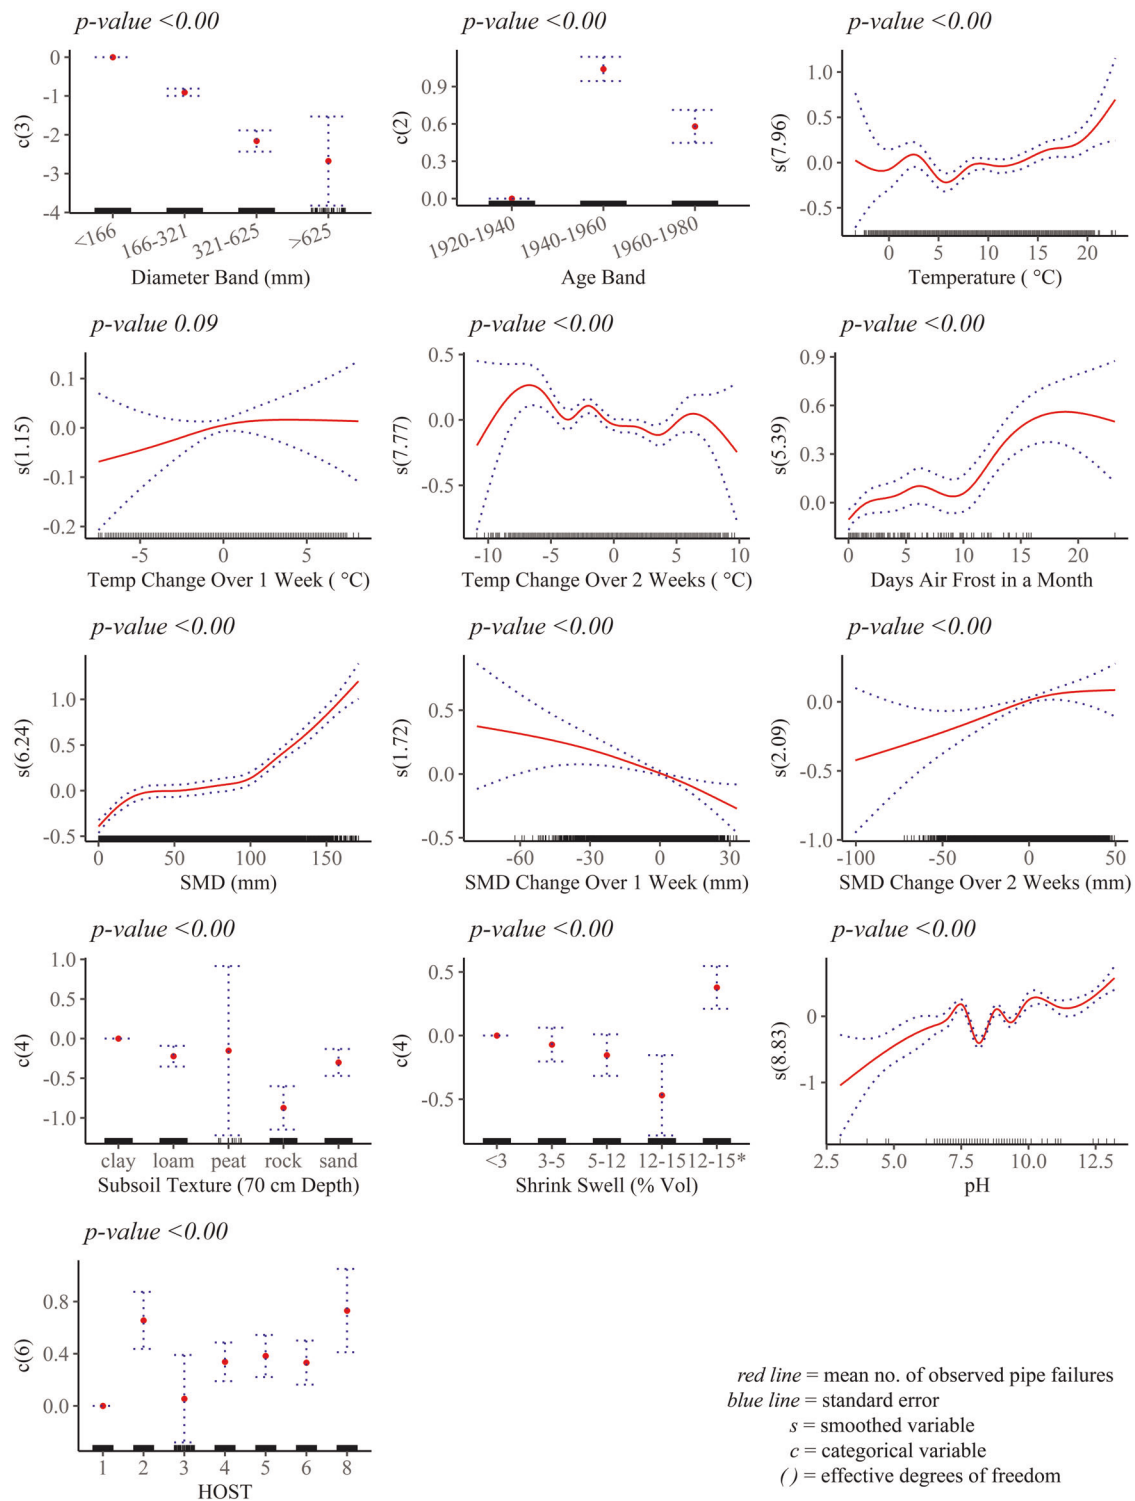 p-value <0.00
p-value <0.00
p-value <0.00
c(3)
0
-1
-2
-3
-4
<166
166-321
321-625
>625
Diameter Band (mm)
c(2)
0.9
0.6
0.3
0.0
1920-1940
1940-1960
1960-1980
Age Band
s(7.96)
1.0
0.5
0.0
-0.5
0 5 10 15 20
Temperature ( °C)
p-value 0.09
p-value <0.00
p-value <0.00
s(1.15)
0.1
0.0
-0.1
-0.2
-5 0 5
Temp Change Over 1 Week ( °C)
s(7.77)
0.5
0.0
-0.5
-10 -5 0 5 10
Temp Change Over 2 Weeks ( °C)
s(5.39)
0.9
0.6
0.3
0.0
0 5 10 20
Days Air Frost in a Month
p-value <0.00
p-value <0.00
p-value <0.00
s(6.24)
1.0
0.5
0.0
-0.5
0 50 100 150
SMD (mm)
s(1.72)
0.5
0.0
-0.5
-60 -30 0 30
SMD Change Over 1 Week (mm)
s(2.09)
0.0
-0.5
-1.0
-100 -50 0 50
SMD Change Over 2 Weeks (mm)
p-value <0.00
p-value <0.00
p-value <0.00
c(4)
1.0
0.5
0.0
-0.5
-1.0
clay loam peat rock sand
Subsoil Texture (70 cm Depth)
c(4)
0.5
0.0
-0.5
<3 3-5 5-12 12-15 12-15*
Shrink Swell (% Vol)
s(8.83)
0
-1
2.5 5.0 7.5 10.0 12.5
pH
p-value <0.00
c(6)
0.8
0.4
0.0
1 2 3 4 5 6 8
HOST
red line = mean no. of observed pipe failures
blue line = standard error
s = smoothed variable
c = categorical variable
( ) = effective degrees of freedom